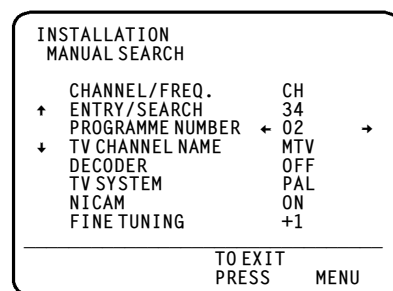 INSTALLATION
MANUAL SEARCH
CHANNEL/FREQ. CH
↑ ENTRY/SEARCH 34
PROGRAMME NUMBER ← 02 →
↓ TV CHANNEL NAME MTV
DECODER OFF
TV SYSTEM PAL
NICAM ON
FINE TUNING +1
TO EXIT
PRESS MENU